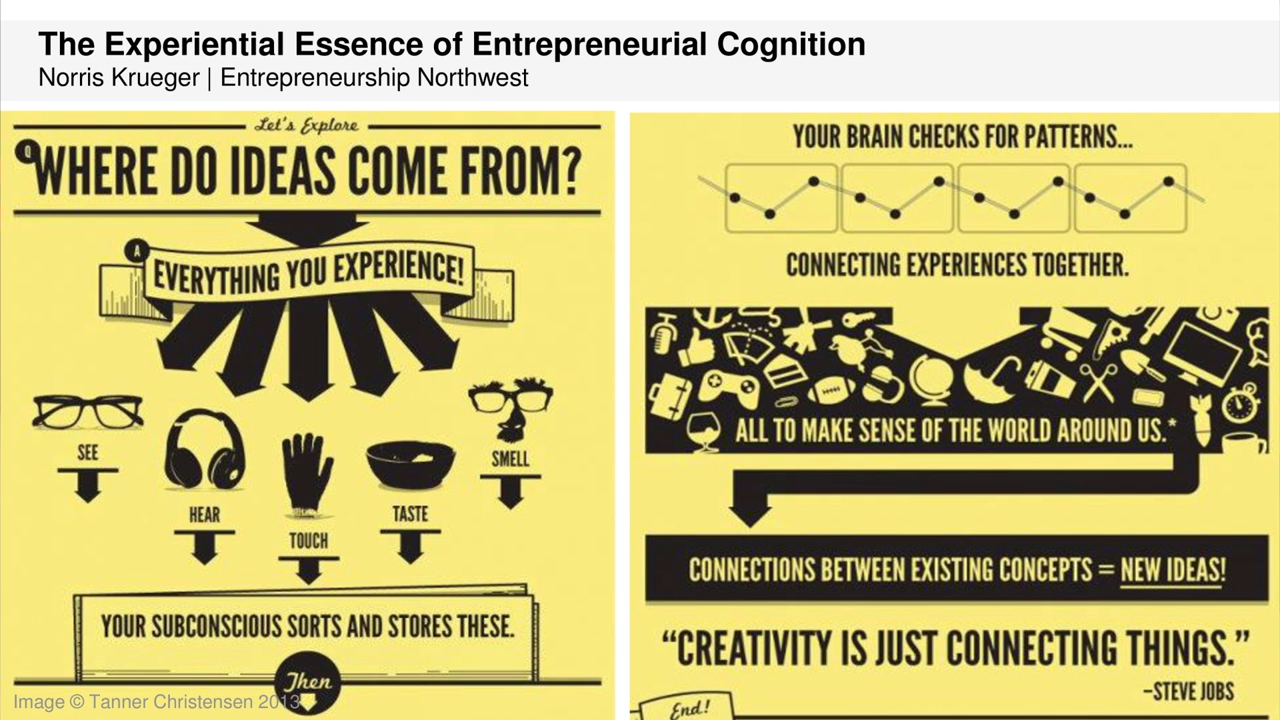 The Experiential Essence of Entrepreneurial Cognition
Norris Krueger | Entrepreneurship Northwest
Let's Explore
Q
WHERE DO IDEAS COME FROM?
A
EVERYTHING YOU EXPERIENCE!
SEE
HEAR
TOUCH
TASTE
SMELL
YOUR SUBCONSCIOUS SORTS AND STORES THESE.
Then
Image © Tanner Christensen 2013
YOUR BRAIN CHECKS FOR PATTERNS...
CONNECTING EXPERIENCES TOGETHER.
ALL TO MAKE SENSE OF THE WORLD AROUND US.*
CONNECTIONS BETWEEN EXISTING CONCEPTS = NEW IDEAS!
“CREATIVITY IS JUST CONNECTING THINGS.”
–STEVE JOBS
End!